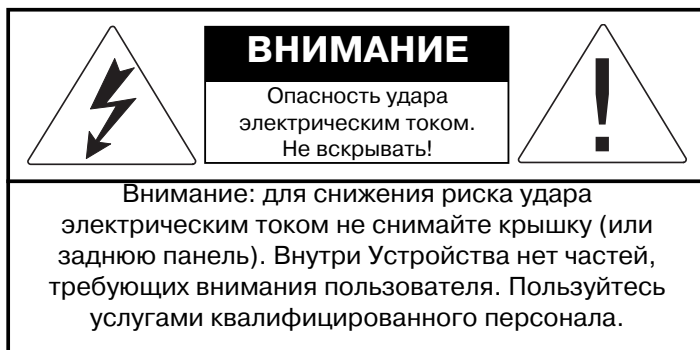 ВНИМАНИЕ
Опасность удара
электрическим током.
Не вскрывать!
!
Внимание: для снижения риска удара
электрическим током не снимайте крышку (или
заднюю панель). Внутри Устройства нет частей,
требующих внимания пользователя. Пользуйтесь
услугами квалифицированного персонала.